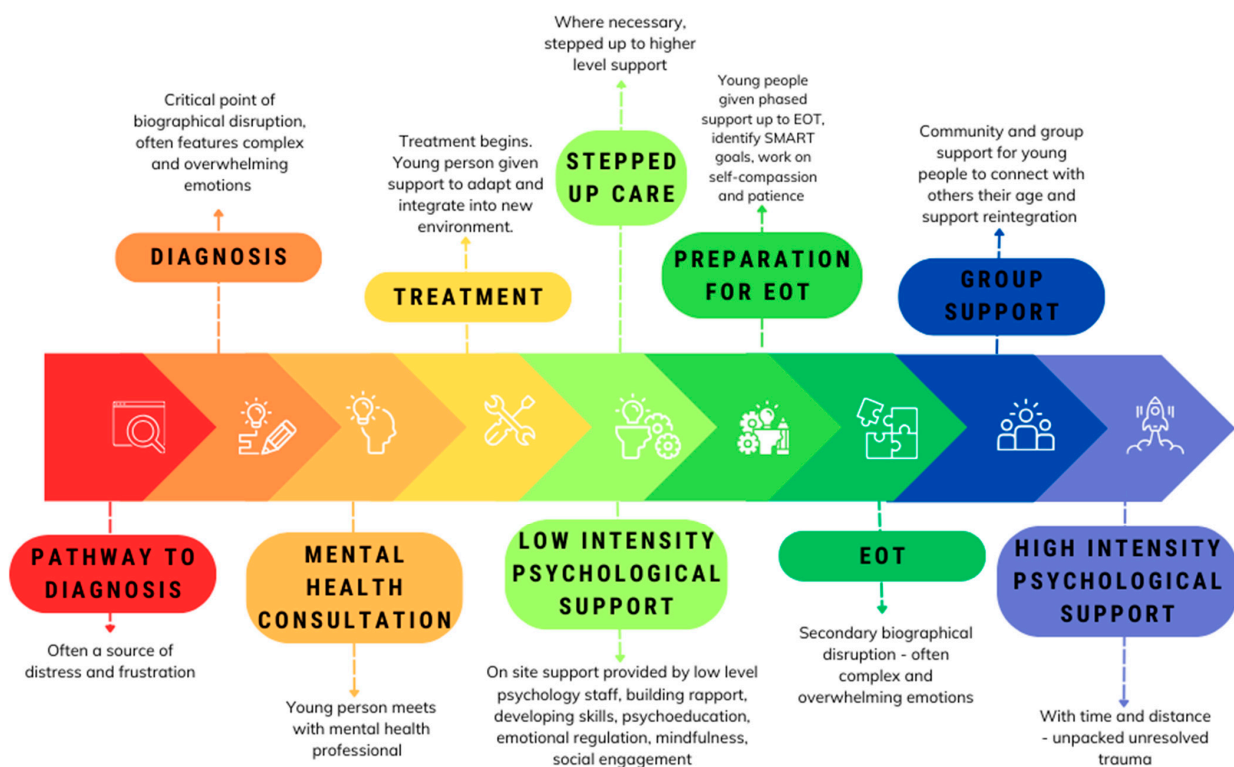 Where necessary,
stepped up to higher
level support
Critical point of
biographical disruption,
often features complex
and overwhelming
emotions
Treatment begins.
Young person given
support to adapt and
integrate into new
environment.
Young people
given phased
support up to EOT,
identify SMART
goals, work on
self-compassion
and patience
Community and group
support for young
people to connect with
others their age and
support reintegration
DIAGNOSIS
TREATMENT
STEPPED
UP CARE
PREPARATION
FOR EOT
GROUP
SUPPORT
PATHWAY TO
DIAGNOSIS
MENTAL
HEALTH
CONSULTATION
LOW INTENSITY
PSYCHOLOGICAL
SUPPORT
EOT
HIGH INTENSITY
PSYCHOLOGICAL
SUPPORT
Often a source of
distress and frustration
Young person meets
with mental health
professional
On site support provided by low level
psychology staff, building rapport,
developing skills, psychoeducation,
emotional regulation, mindfulness,
social engagement
Secondary biographical
disruption - often
complex and
overwhelming emotions
With time and distance
- unpacked unresolved
trauma